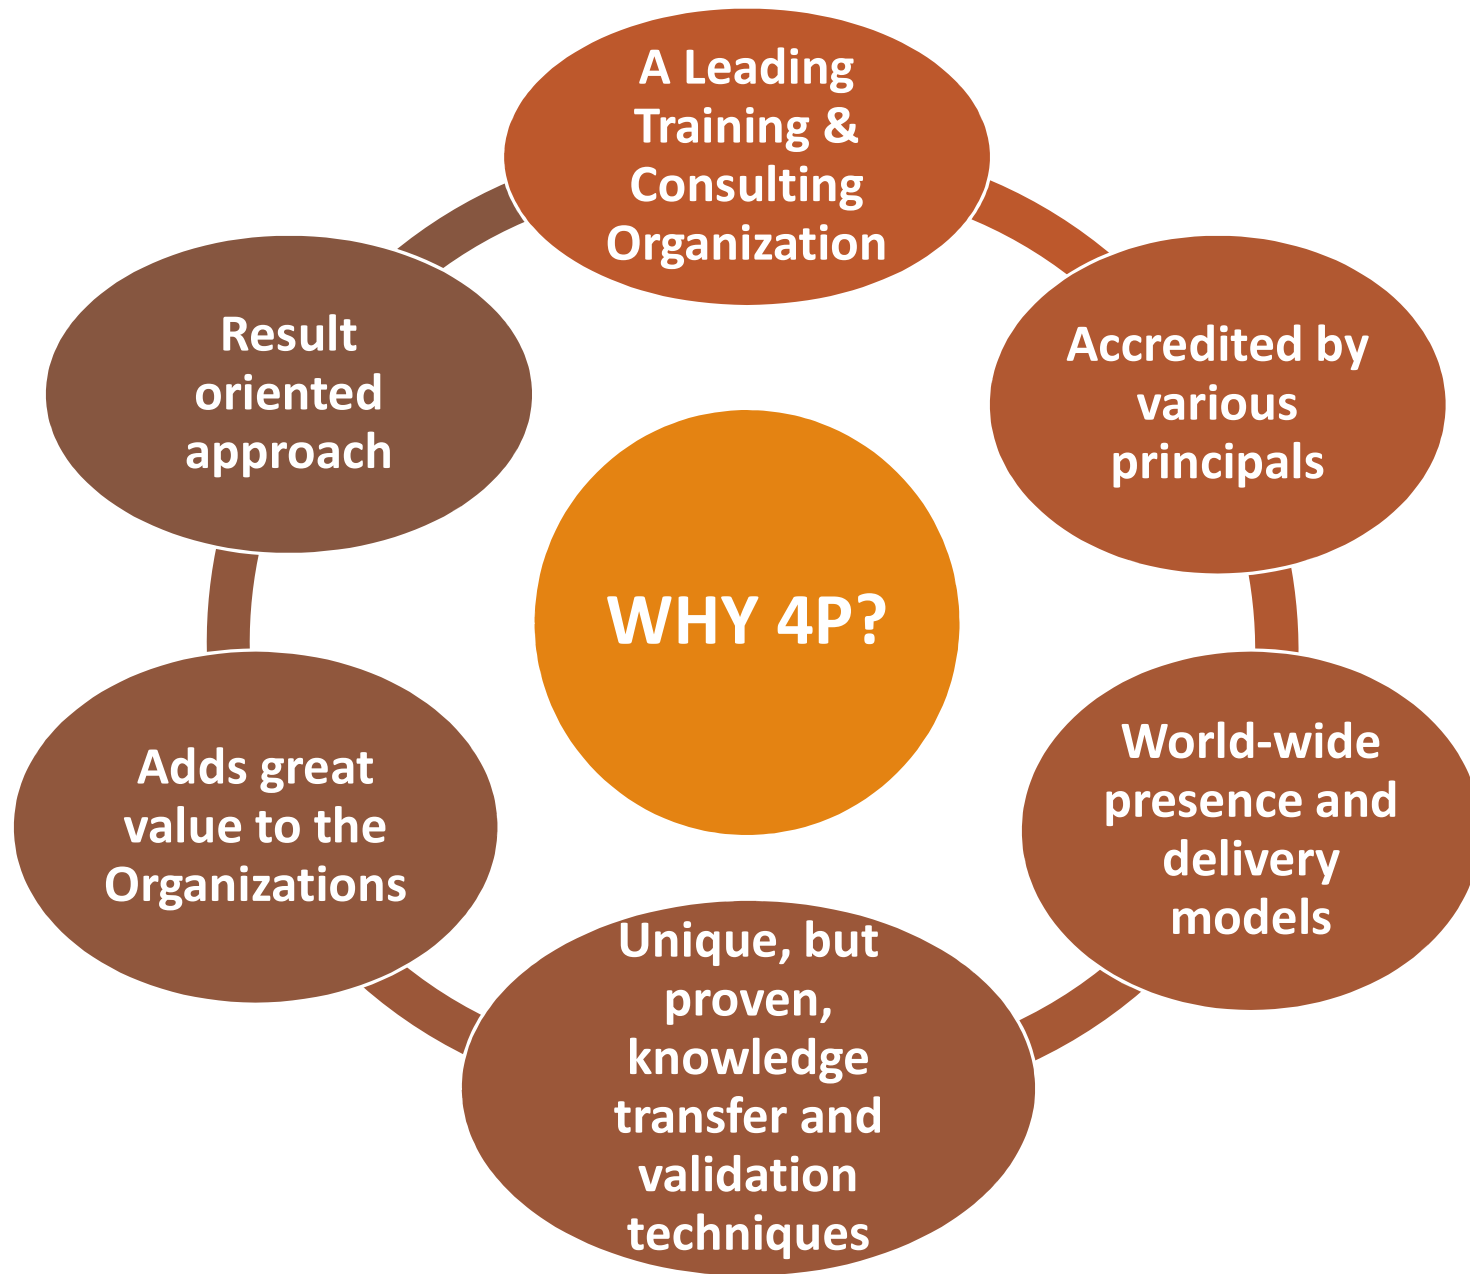 A Leading
Training &
Consulting
Organization
Accredited by
various
principals
World-wide
presence and
delivery
models
Unique, but
proven,
knowledge
transfer and
validation
techniques
Adds great
value to the
Organizations
Result
oriented
approach
WHY 4P?